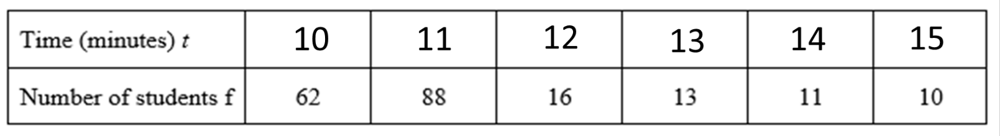 Time (minutes) t 10 11 12 13 14 15
Number of students f 62 88 16 13 11 10